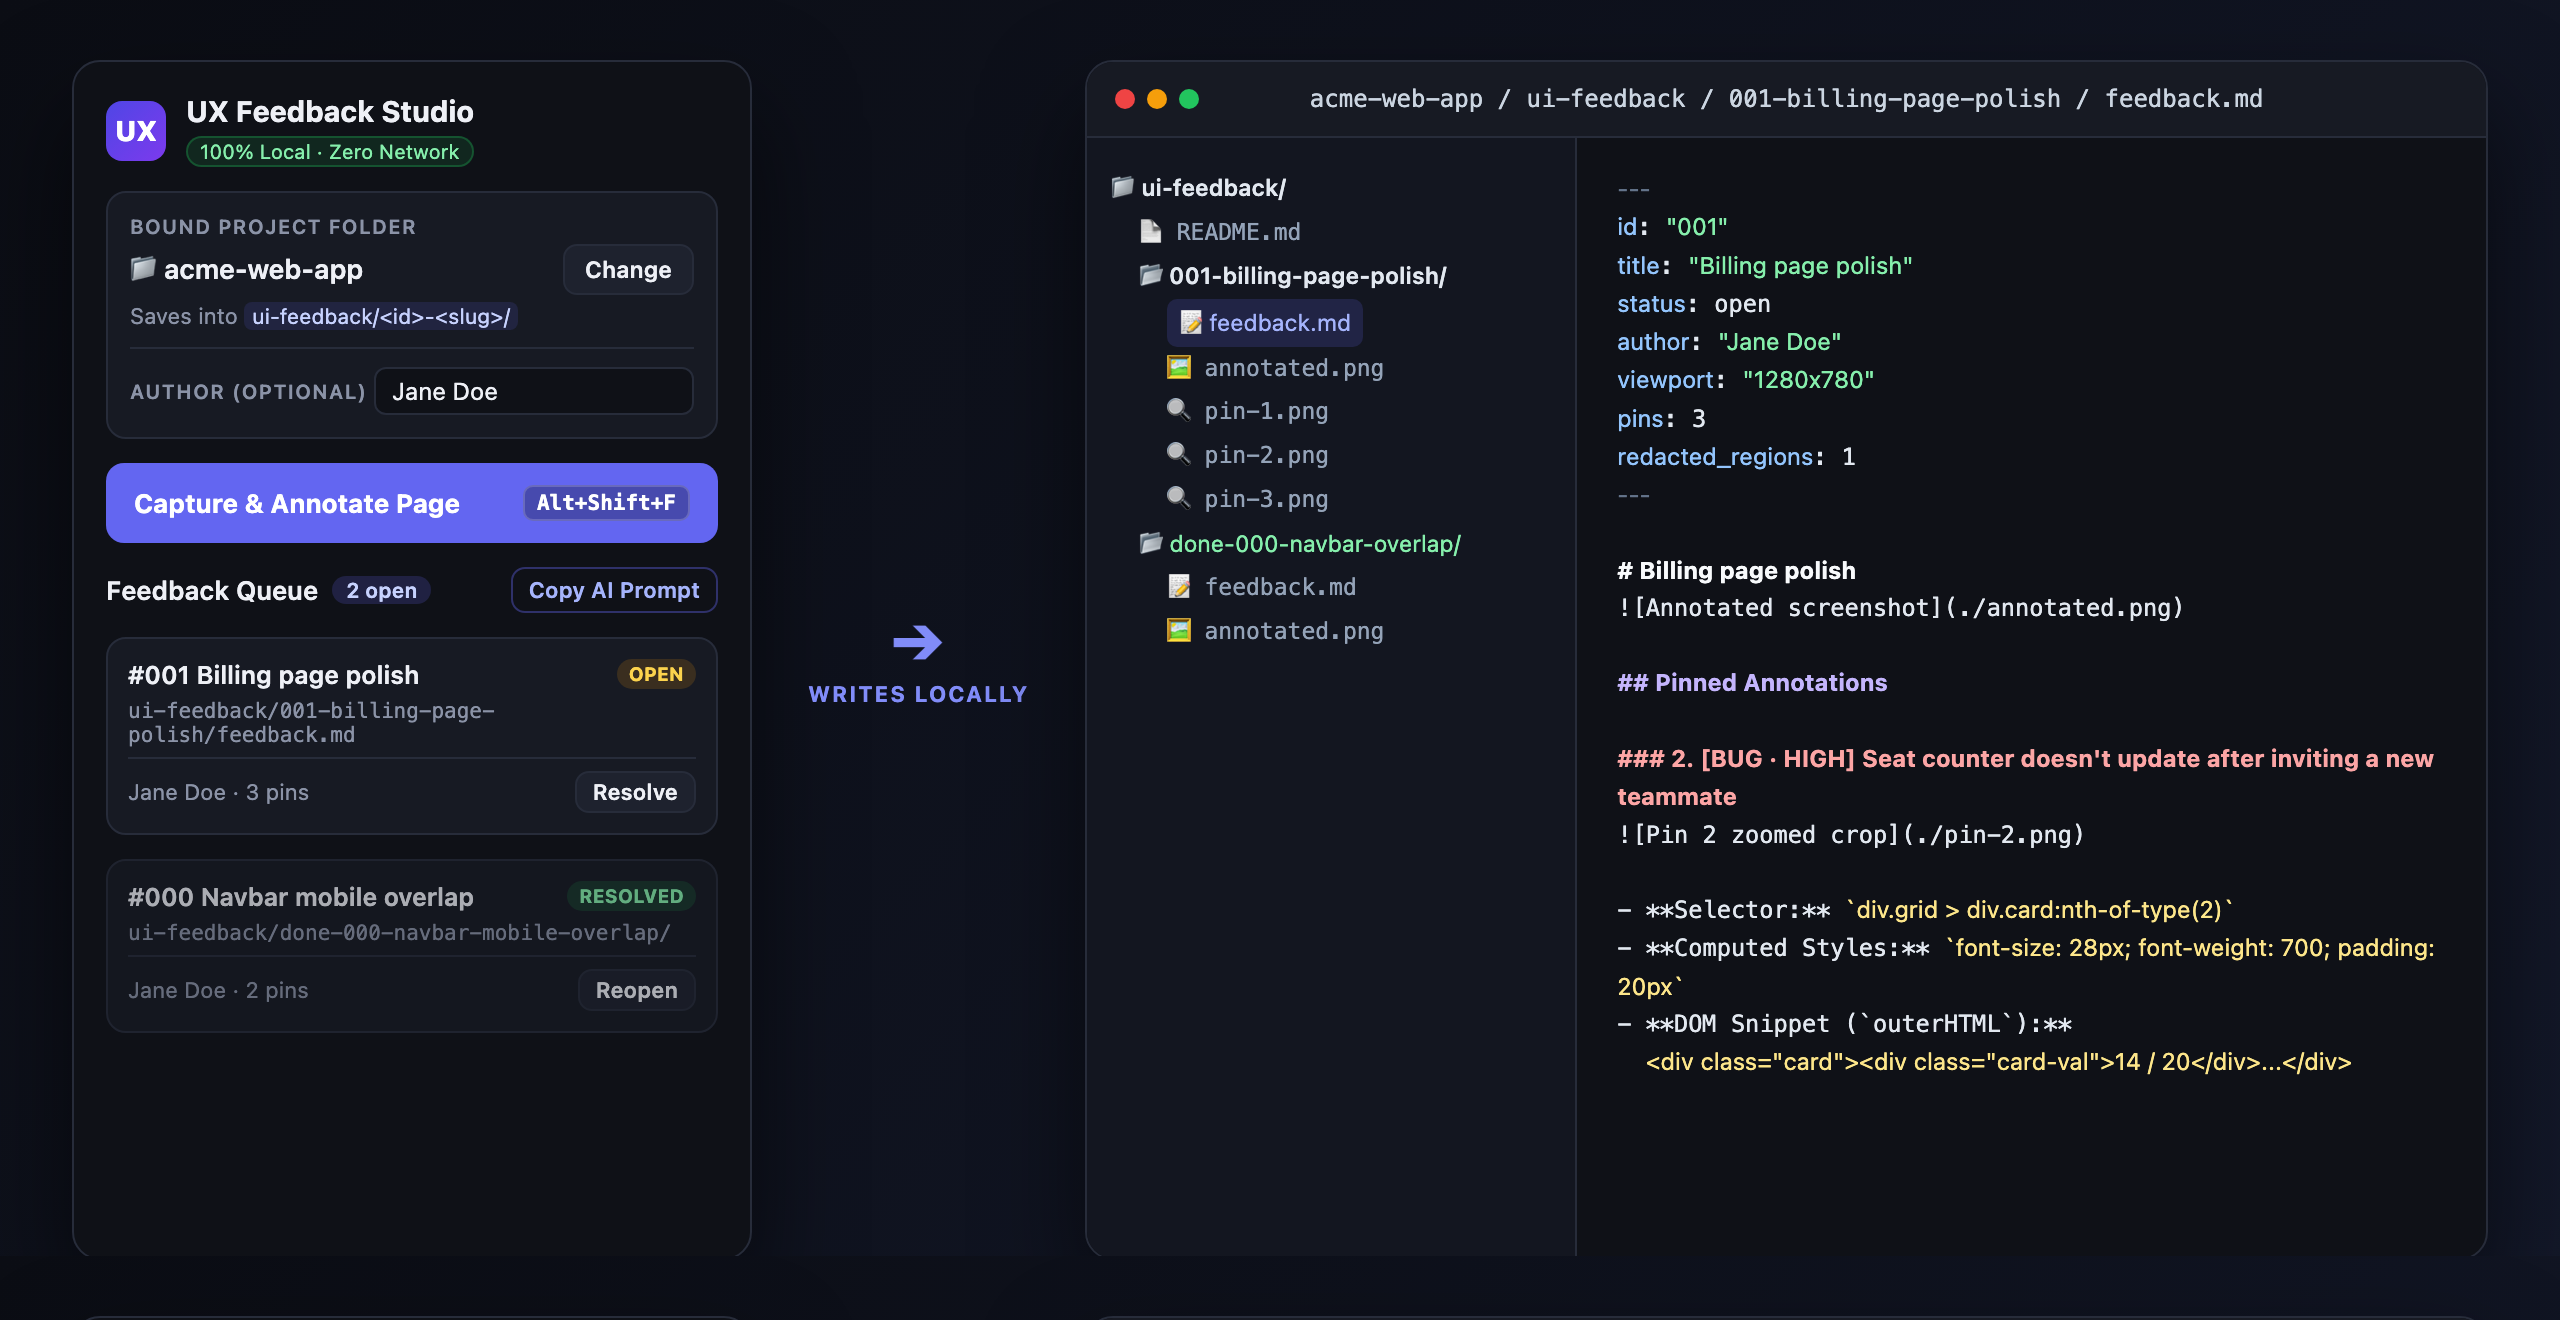 UX
UX Feedback Studio
100% Local · Zero Network
BOUND PROJECT FOLDER
acme-web-app
Change
Saves into ui-feedback/<id>-<slug>/
AUTHOR (OPTIONAL)
Jane Doe
Capture & Annotate Page
Alt+Shift+F
Feedback Queue
2 open
Copy AI Prompt
#001 Billing page polish
OPEN
ui-feedback/001-billing-page-
polish/feedback.md
Jane Doe · 3 pins
Resolve
#000 Navbar mobile overlap
RESOLVED
ui-feedback/done-000-navbar-mobile-overlap/
Jane Doe · 2 pins
Reopen
➔
WRITES LOCALLY
acme-web-app / ui-feedback / 001-billing-page-polish / feedback.md
ui-feedback/
README.md
001-billing-page-polish/
feedback.md
annotated.png
pin-1.png
pin-2.png
pin-3.png
done-000-navbar-overlap/
feedback.md
annotated.png
---
id: "001"
title: "Billing page polish"
status: open
author: "Jane Doe"
viewport: "1280x780"
pins: 3
redacted_regions: 1
---
# Billing page polish
![Annotated screenshot](./annotated.png)
## Pinned Annotations
### 2. [BUG · HIGH] Seat counter doesn't update after inviting a new
teammate
![Pin 2 zoomed crop](./pin-2.png)
- **Selector:** `div.grid > div.card:nth-of-type(2)`
- **Computed Styles:** `font-size: 28px; font-weight: 700; padding:
20px`
- **DOM Snippet (`outerHTML`):**
<div class="card"><div class="card-val">14 / 20</div>...</div>